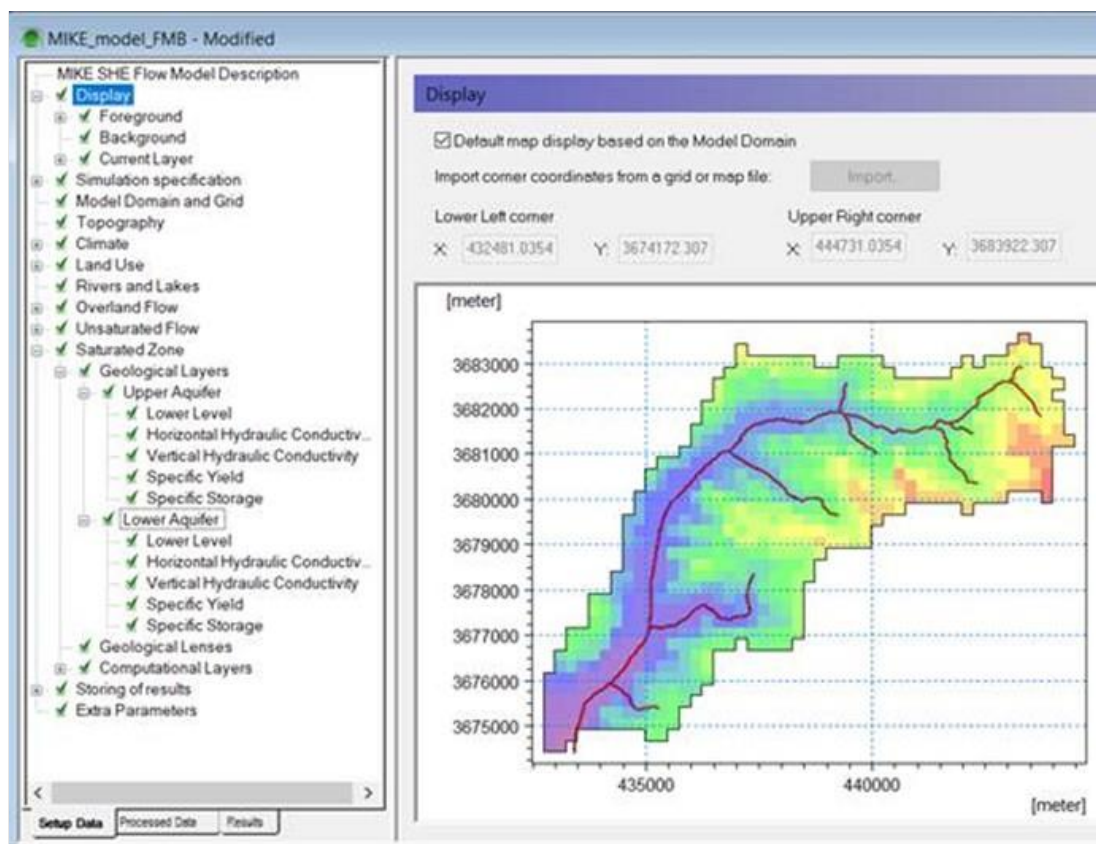 MIKE_model_FMB - Modified
MIKE SHE Flow Model Description
Display
Foreground
Background
Current Layer
Simulation specification
Model Domain and Grid
Topography
Climate
Land Use
Rivers and Lakes
Overland Flow
Unsaturated Flow
Saturated Zone
Geological Layers
Upper Aquifer
Lower Level
Horizontal Hydraulic Conductiv...
Vertical Hydraulic Conductivity
Specific Yield
Specific Storage
Lower Aquifer
Lower Level
Horizontal Hydraulic Conductiv...
Vertical Hydraulic Conductivity
Specific Yield
Specific Storage
Geological Lenses
Computational Layers
Storing of results
Extra Parameters
Setup Data Processed Data Results
Display
Default map display based on the Model Domain
Import corner coordinates from a grid or map file: Import...
Lower Left corner Upper Right corner
X: 432481.0354 Y: 3674172.307 X: 444731.0354 Y: 3683922.307
[meter]
3683000
3682000
3681000
3680000
3679000
3678000
3677000
3676000
3675000
435000 440000
[meter]